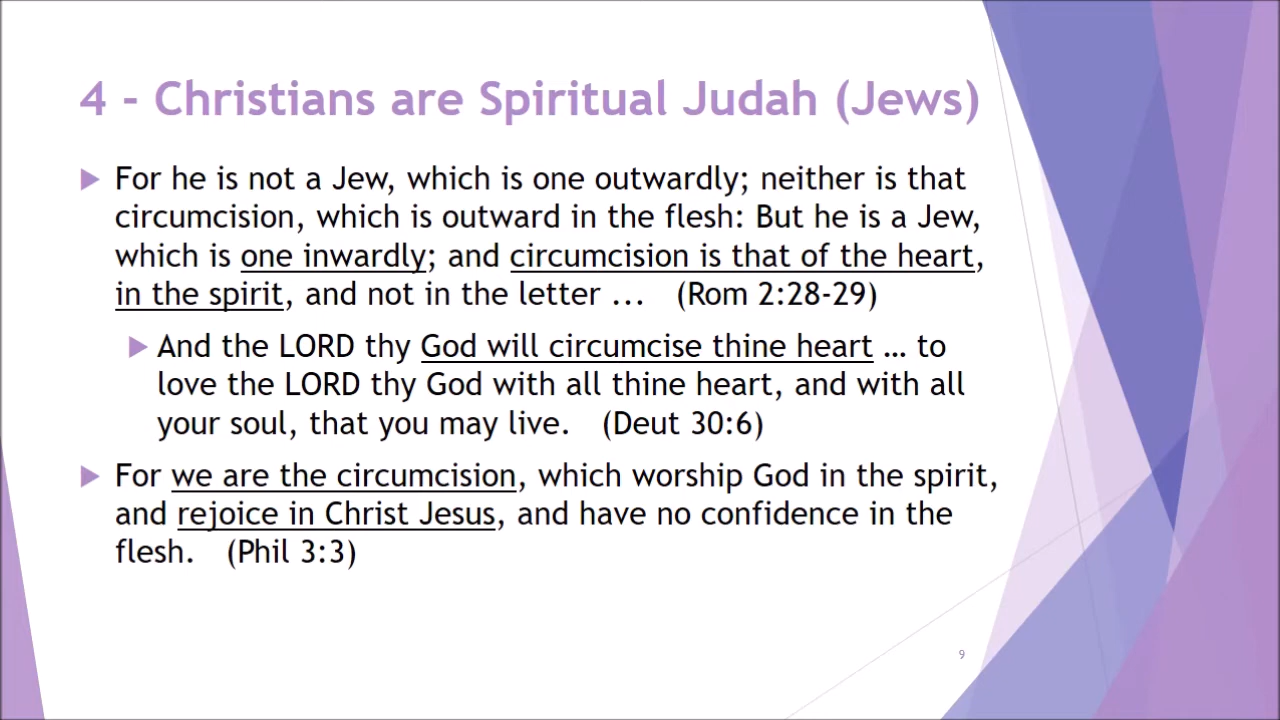 4 - Christians are Spiritual Judah (Jews)
For he is not a Jew, which is one outwardly; neither is that
circumcision, which is outward in the flesh: But he is a Jew,
which is one inwardly; and circumcision is that of the heart,
in the spirit, and not in the letter ... (Rom 2:28-29)
And the LORD thy God will circumcise thine heart … to
love the LORD thy God with all thine heart, and with all
your soul, that you may live. (Deut 30:6)
For we are the circumcision, which worship God in the spirit,
and rejoice in Christ Jesus, and have no confidence in the
flesh. (Phil 3:3)
9